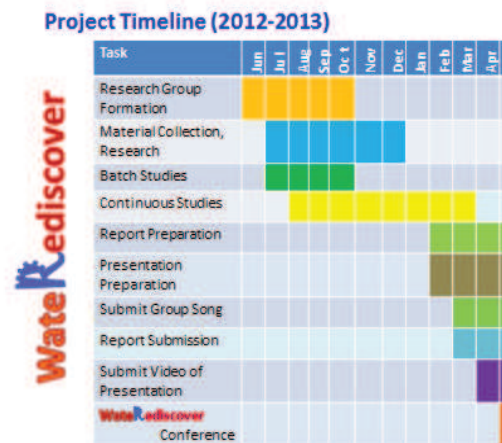 Project Timeline (2012-2013)
Task Jun Jul Aug Sep Oct Nov Dec Jan Feb Mar Apr
Research Group
Formation
Material Collection,
Research
Batch Studies
Continuous Studies
Report Preparation
Presentation
Preparation
Submit Group Song
Report Submission
Submit Video of
Presentation
WateRediscover
Conference
WateRediscover